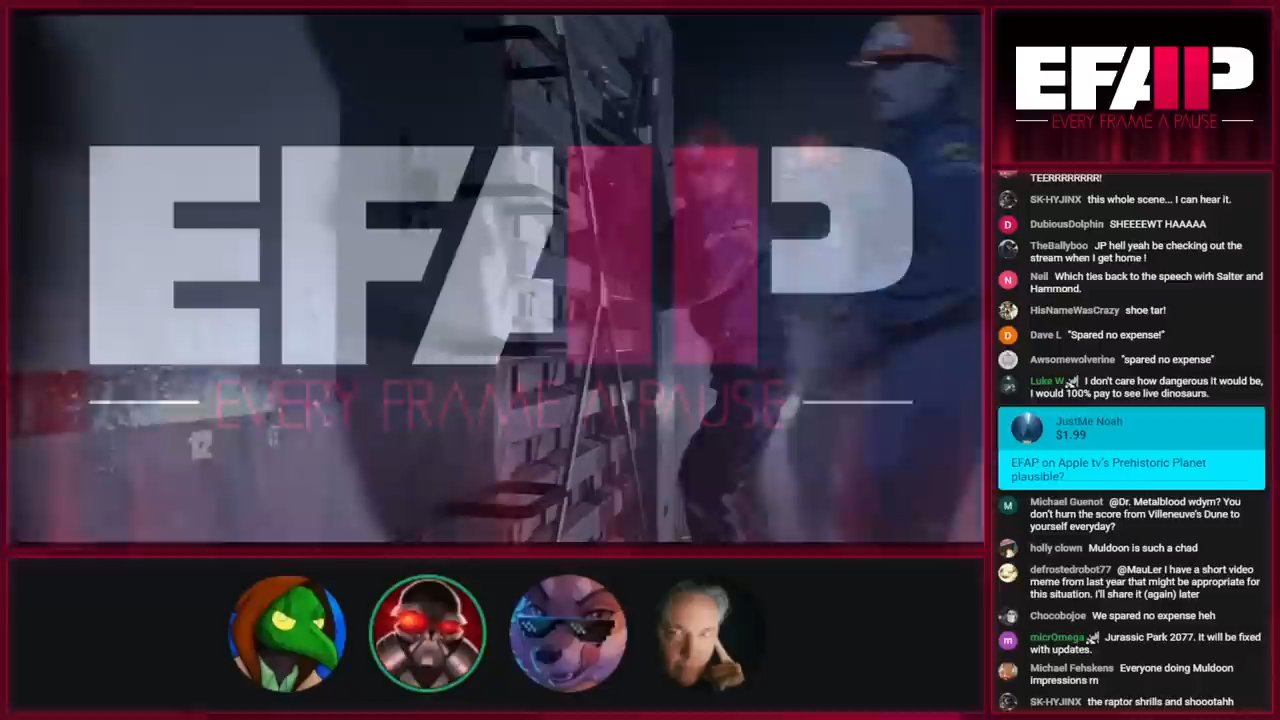 EFAP
EVERY FRAME A PAUSE
12
EFAP
EVERY FRAME A PAUSE
TEERRRRRRRR!
SK-HYJINX this whole scene... I can hear it.
D DubiousDolphin SHEEEEWT HAAAAA
TheBallyboo JP hell yeah be checking out the
stream when I get home !
N Neil Which ties back to the speech wirh Salter and
Hammond.
HisNameWasCrazy shoe tar!
D Dave L "Spared no expense!"
Awsomewolverine "spared no expense"
Luke W I don't care how dangerous it would be,
I would 100% pay to see live dinosaurs.
JustMe Noah
$1.99
EFAP on Apple tv's Prehistoric Planet
plausible?
M Michael Guenot @Dr. Metalblood wdym? You
don't hum the score from Villeneuve's Dune to
yourself everyday?
holly clown Muldoon is such a chad
defrostedrobot77 @MauLer I have a short video
meme from last year that might be appropriate for
this situation. I'll share it (again) later
Chocobojoe We spared no expense heh
m micrOmega Jurassic Park 2077. It will be fixed
with updates.
Michael Fehskens Everyone doing Muldoon
impressions rn
SK-HYJINX the raptor shrills and shoootahh